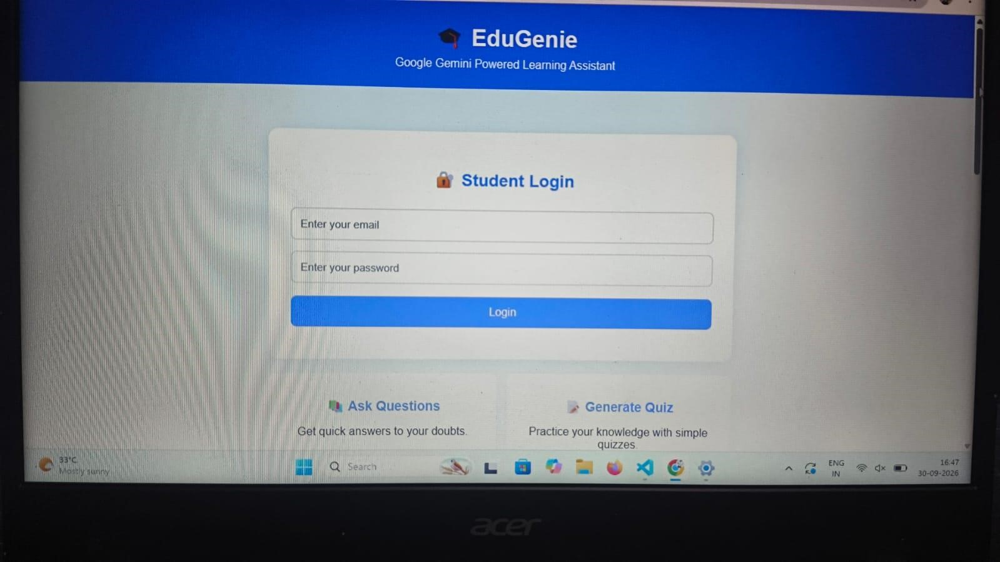 EduGenie
Google Gemini Powered Learning Assistant
Student Login
Enter your email
Enter your password
Login
Ask Questions
Get quick answers to your doubts.
Generate Quiz
Practice your knowledge with simple
quizzes.
33°C
Mostly sunny
Search
ENG
IN
16:47
30-09-2026
acer